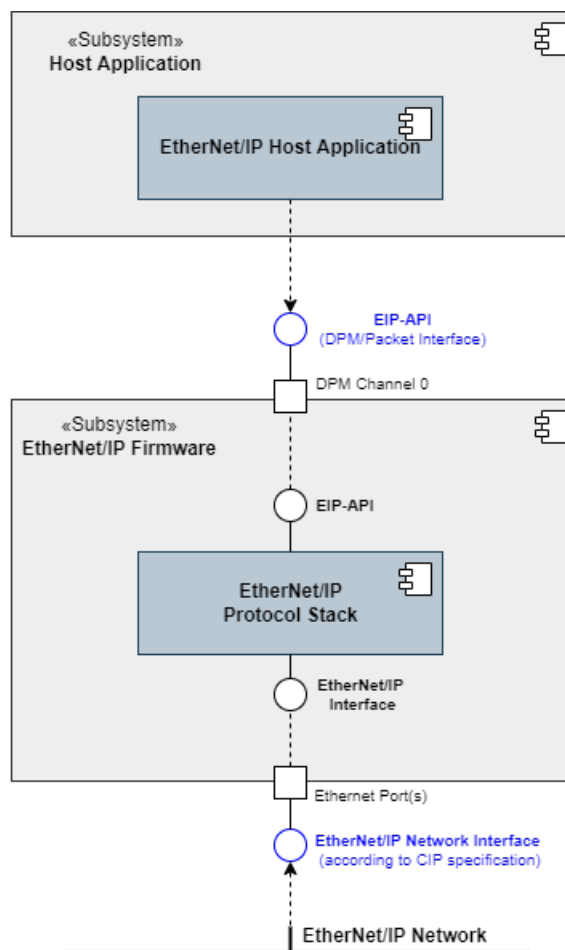 «Subsystem»
Host Application
EtherNet/IP Host Application
EIP-API
(DPM/Packet Interface)
DPM Channel 0
«Subsystem»
EtherNet/IP Firmware
EIP-API
EtherNet/IP
Protocol Stack
EtherNet/IP
Interface
Ethernet Port(s)
EtherNet/IP Network Interface
(according to CIP specification)
EtherNet/IP Network